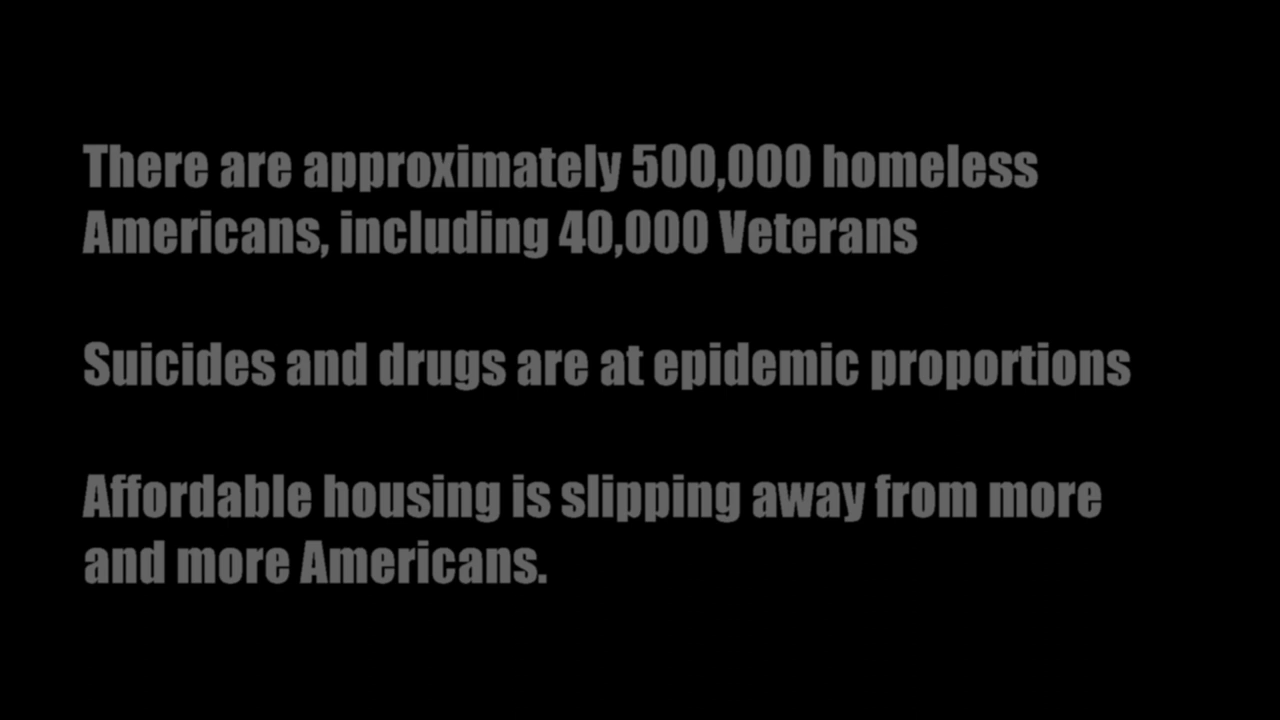 There are approximately 500,000 homeless
Americans, including 40,000 Veterans
Suicides and drugs are at epidemic proportions
Affordable housing is slipping away from more
and more Americans.